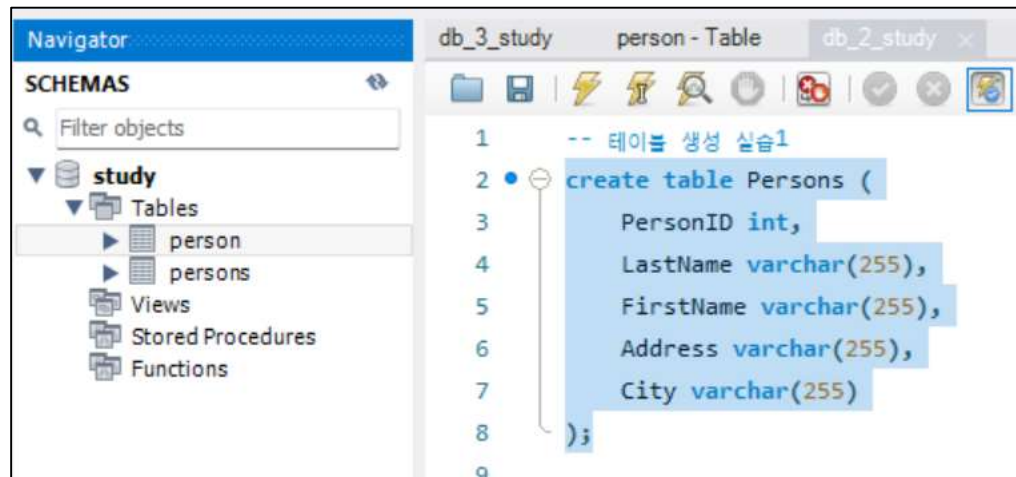 Navigator
SCHEMAS
Filter objects
study
Tables
person
persons
Views
Stored Procedures
Functions
db_3_study person - Table db_2_study
1 -- 테이블 생성 실습1
2 create table Persons (
3 PersonID int,
4 LastName varchar(255),
5 FirstName varchar(255),
6 Address varchar(255),
7 City varchar(255)
8 );
9